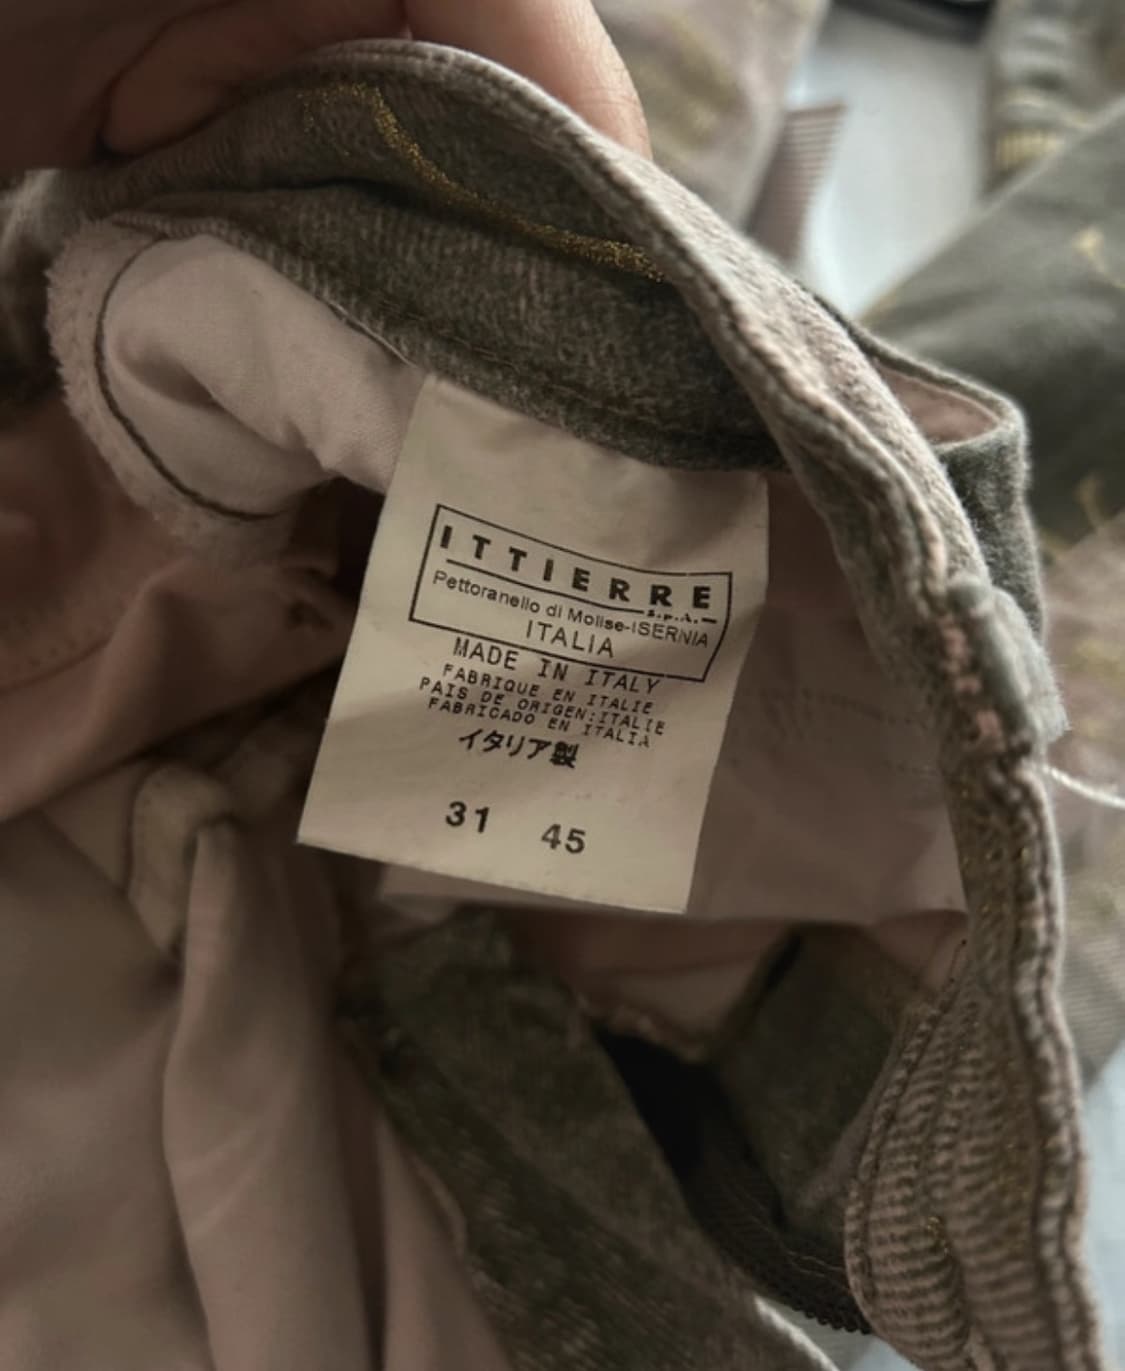 ITTIERRE
S.p.A.
Pettoranello di Molise-ISERNIA
ITALIA
MADE IN ITALY
FABRIQUE EN ITALIE
PAIS DE ORIGEN:ITALIE
FABRICADO EN ITALIA
イタリア製
31 45